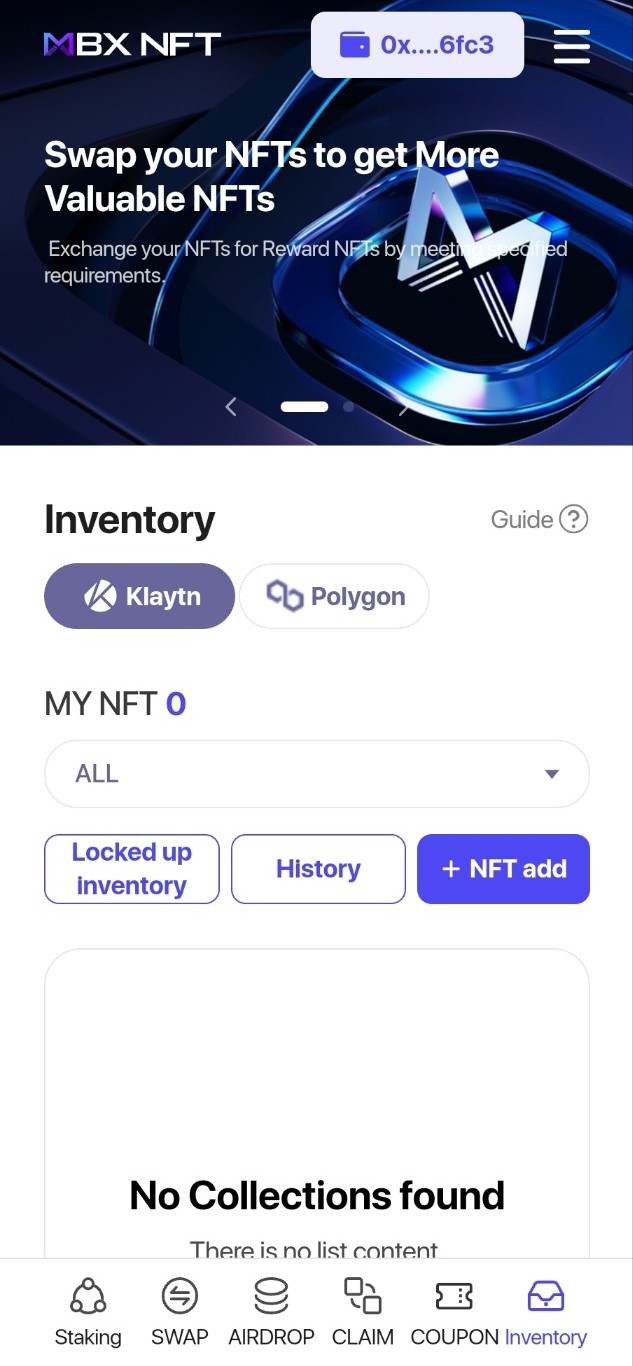 MBX NFT
0x....6fc3
Swap your NFTs to get More
Valuable NFTs
Exchange your NFTs for Reward NFTs by meeting specified
requirements.
Inventory
Guide ?
Klaytn
Polygon
MY NFT 0
ALL
Locked up
inventory
History
+ NFT add
No Collections found
There is no list content
Staking
SWAP
AIRDROP
CLAIM
COUPON
Inventory